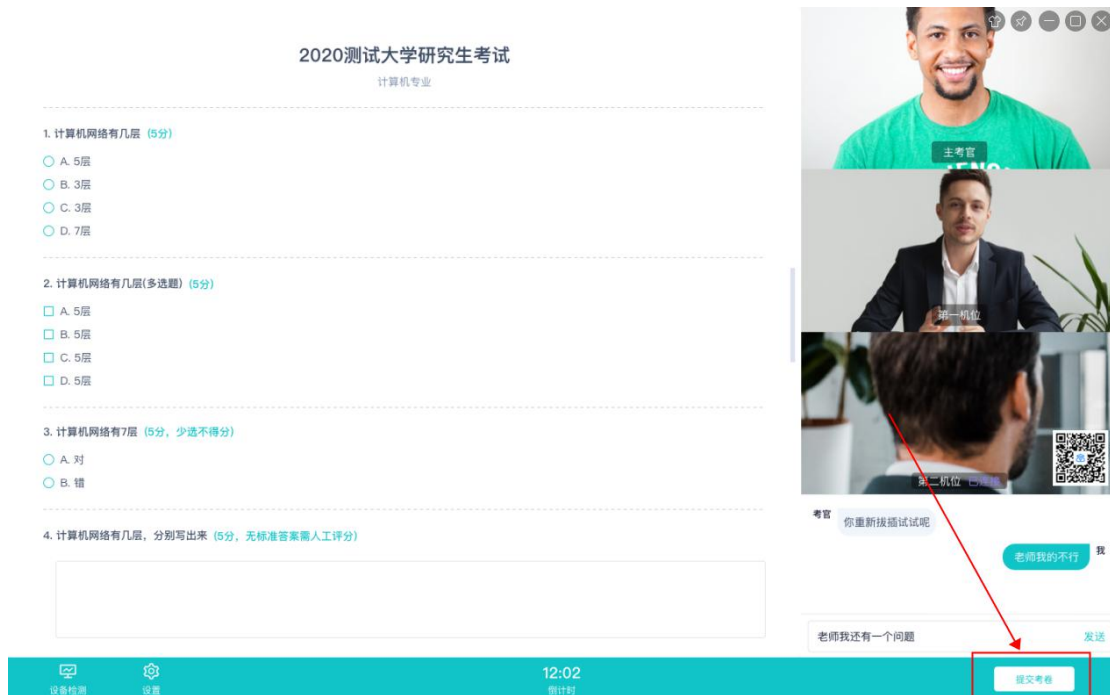 2020测试大学研究生考试
计算机专业
1. 计算机网络有几层 (5分)
A. 5层
B. 3层
C. 3层
D. 7层
2. 计算机网络有几层(多选题) (5分)
A. 5层
B. 5层
C. 5层
D. 5层
3. 计算机网络有7层 (5分，少选不得分)
A. 对
B. 错
4. 计算机网络有几层，分别写出来 (5分，无标准答案需人工评分)
主考官
第一机位
第二机位 已连接
考官
你重新拔插试试呢
老师我的不行
我
老师我还有一个问题
发送
设备检测
设置
12:02
倒计时
提交考卷